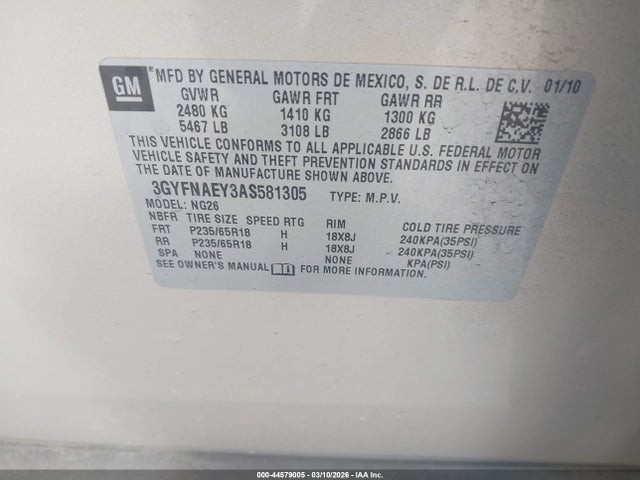 GM
*MFD BY GENERAL MOTORS DE MEXICO, S. DE R.L. DE C.V. 01/10
GVWR GAWR FRT GAWR RR
2480 KG 1410 KG 1300 KG
5467 LB 3108 LB 2866 LB
THIS VEHICLE CONFORMS TO ALL APPLICABLE U.S. FEDERAL MOTOR
VEHICLE SAFETY AND THEFT PREVENTION STANDARDS IN EFFECT ON
THE DATE OF MANUFACTURE SHOWN ABOVE.
3GYFNAEY3AS581305 TYPE: M.P.V.
MODEL: NG26
NBFR TIRE SIZE SPEED RTG RIM COLD TIRE PRESSURE
FRT P235/65R18 H 18X8J 240KPA(35PSI)
RR P235/65R18 H 18X8J 240KPA(35PSI)
SPA NONE NONE KPA(PSI)
SEE OWNER'S MANUAL FOR MORE INFORMATION.
000-44579005 - 03/10/2026 - IAA Inc.